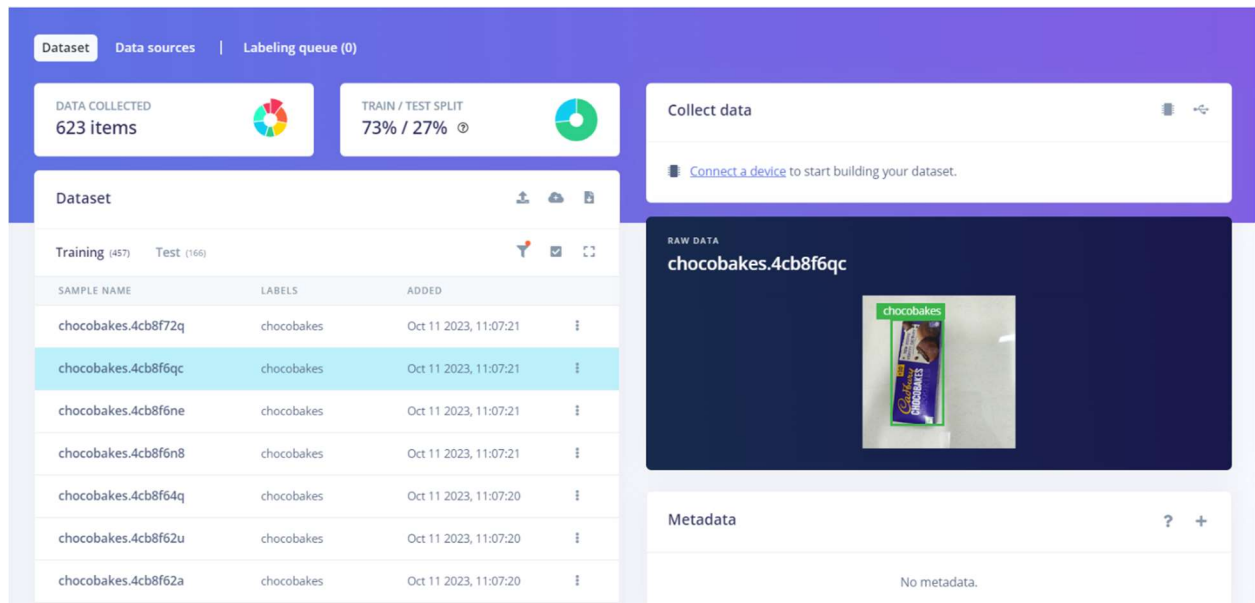 Dataset Data sources | Labeling queue (0)
DATA COLLECTED
623 items
TRAIN / TEST SPLIT
73% / 27% ?
Dataset
Training (457) Test (166)
SAMPLE NAME LABELS ADDED
chocobakes.4cb8f72q chocobakes Oct 11 2023, 11:07:21
chocobakes.4cb8f6qc chocobakes Oct 11 2023, 11:07:21
chocobakes.4cb8f6ne chocobakes Oct 11 2023, 11:07:21
chocobakes.4cb8f6n8 chocobakes Oct 11 2023, 11:07:21
chocobakes.4cb8f64q chocobakes Oct 11 2023, 11:07:20
chocobakes.4cb8f62u chocobakes Oct 11 2023, 11:07:20
chocobakes.4cb8f62a chocobakes Oct 11 2023, 11:07:20
Collect data
Connect a device to start building your dataset.
RAW DATA
chocobakes.4cb8f6qc
chocobakes
Cadbury
CHOCOBAKES
Metadata ? +
No metadata.